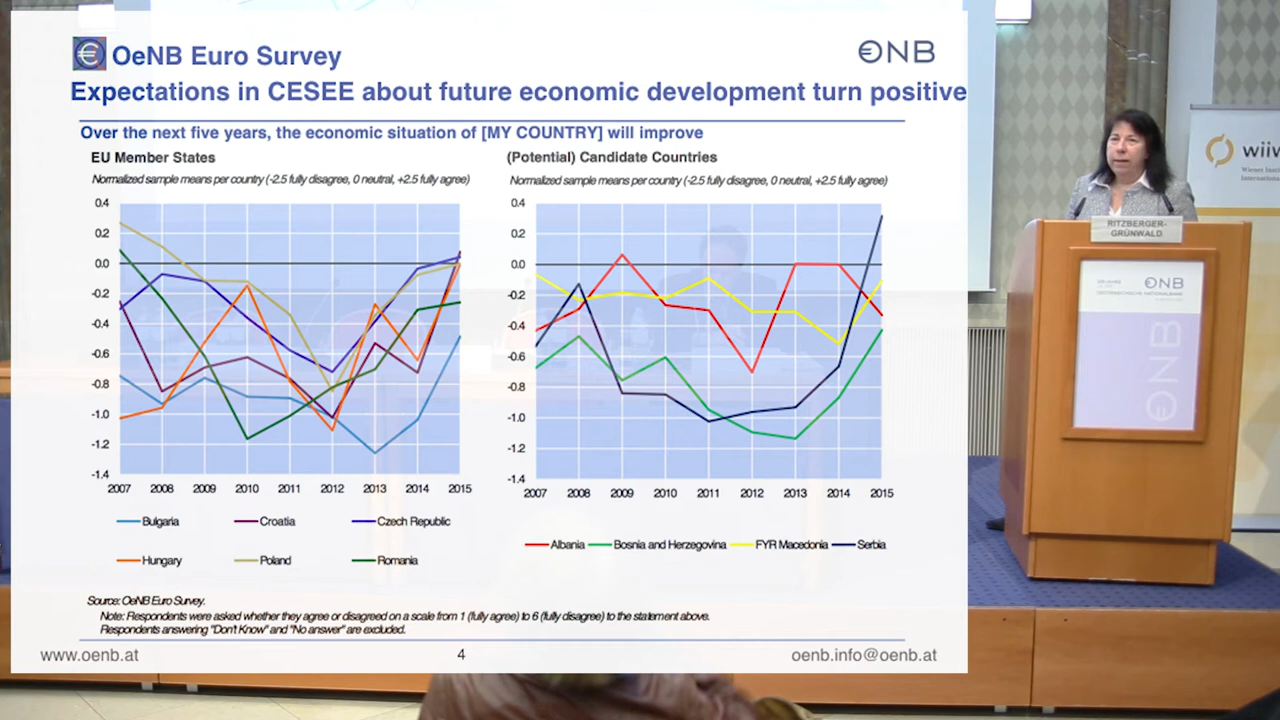 € OeNB Euro Survey
€NB
Expectations in CESEE about future economic development turn positive
Over the next five years, the economic situation of [MY COUNTRY] will improve
EU Member States
Normalized sample means per country (-2.5 fully disagree, 0 neutral, +2.5 fully agree)
0.4
0.2
0.0
-0.2
-0.4
-0.6
-0.8
-1.0
-1.2
-1.4
2007 2008 2009 2010 2011 2012 2013 2014 2015
Bulgaria Croatia Czech Republic
Hungary Poland Romania
(Potential) Candidate Countries
Normalized sample means per country (-2.5 fully disagree, 0 neutral, +2.5 fully agree)
0.4
0.2
0.0
-0.2
-0.4
-0.6
-0.8
-1.0
-1.2
-1.4
2007 2008 2009 2010 2011 2012 2013 2014 2015
Albania Bosnia and Herzegovina FYR Macedonia Serbia
Source: OeNB Euro Survey.
Note: Respondents were asked whether they agree or disagreed on a scale from 1 (fully agree) to 6 (fully disagree) to the statement above.
Respondents answering "Don't Know" and "No answer" are excluded.
www.oenb.at 4 oenb.info@oenb.at
wiiw
Wiener Insti
Internationa
RITZBERGER-
GRÜNWALD
€NB
OESTERREICHISCHE NATIONALBANK
€NB